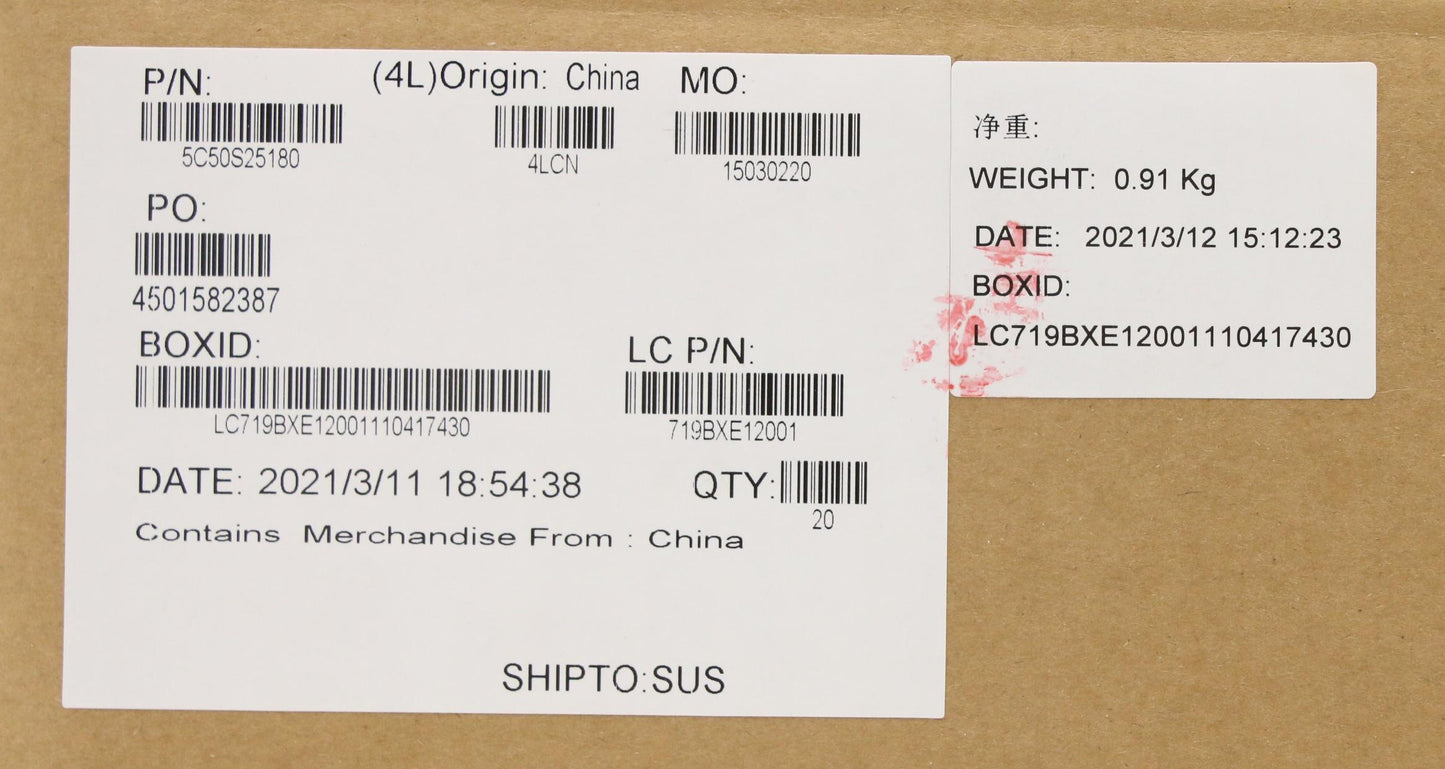 P/N: (4L)Origin: China MO:
5C50S25180 4LCN 15030220
PO:
4501582387
BOXID: LC P/N:
LC719BXE12001110417430 719BXE12001
DATE: 2021/3/11 18:54:38 QTY:
20
Contains Merchandise From : China
SHIPTO:SUS
净重:
WEIGHT: 0.91 Kg
DATE: 2021/3/12 15:12:23
BOXID:
LC719BXE12001110417430